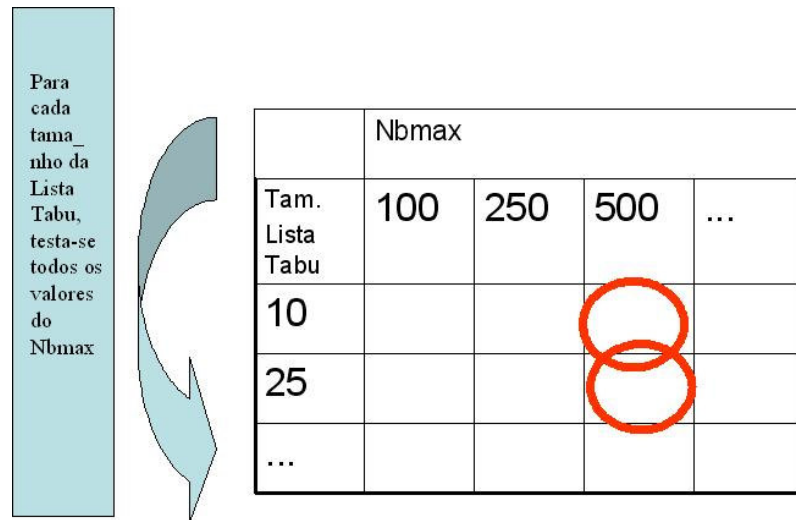 Para
cada
tama_
nho da
Lista
Tabu,
testa-se
todos os
valores
do
Nbmax
Nbmax
Tam.
Lista
Tabu
100 250 500 ...
10
25
...